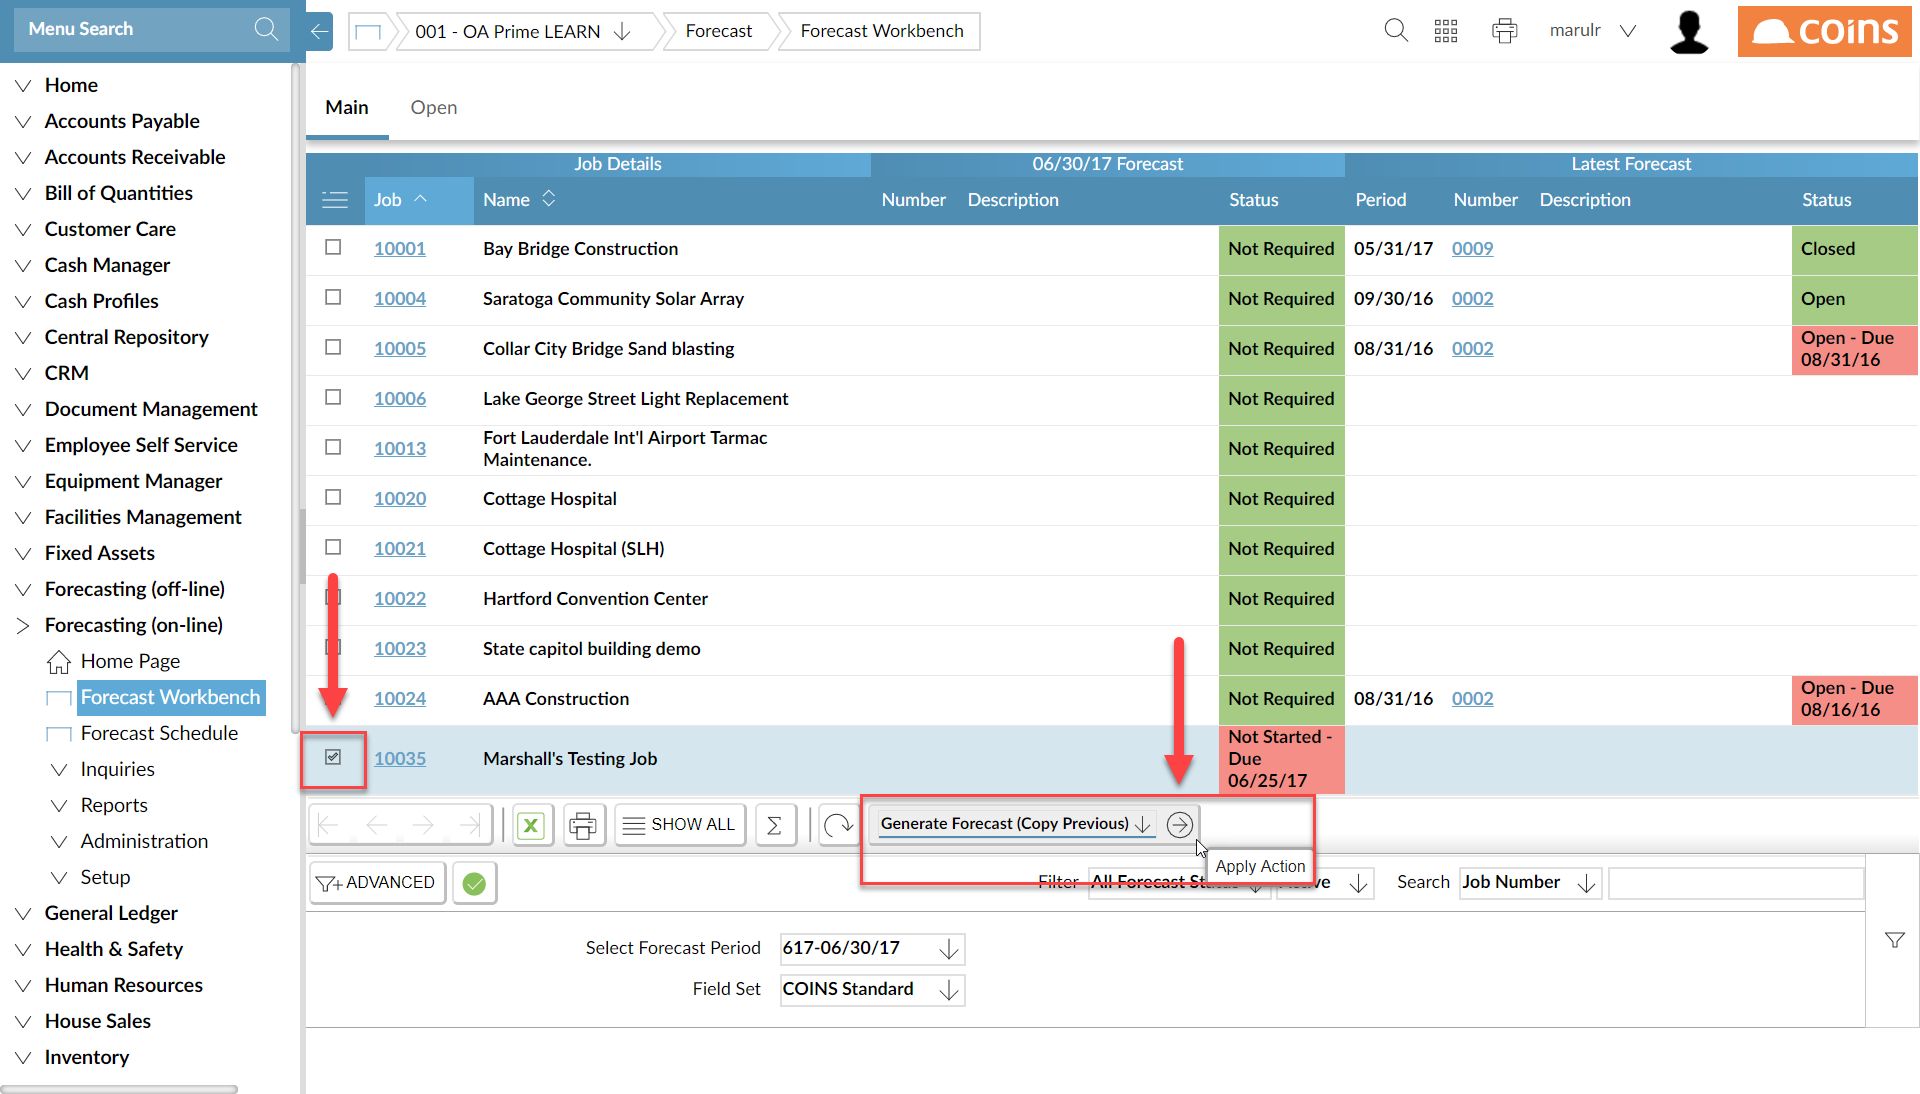 Menu Search
001 - OA Prime LEARN
Forecast
Forecast Workbench
marulr
coins
Home
Accounts Payable
Accounts Receivable
Bill of Quantities
Customer Care
Cash Manager
Cash Profiles
Central Repository
CRM
Document Management
Employee Self Service
Equipment Manager
Facilities Management
Fixed Assets
Forecasting (off-line)
Forecasting (on-line)
Home Page
Forecast Workbench
Forecast Schedule
Inquiries
Reports
Administration
Setup
General Ledger
Health & Safety
Human Resources
House Sales
Inventory
Main Open
Job Details 06/30/17 Forecast Latest Forecast
Job Name Number Description Status Period Number Description Status
10001 Bay Bridge Construction Not Required 05/31/17 0009 Closed
10004 Saratoga Community Solar Array Not Required 09/30/16 0002 Open
10005 Collar City Bridge Sand blasting Not Required 08/31/16 0002 Open - Due
08/31/16
10006 Lake George Street Light Replacement Not Required
10013 Fort Lauderdale Int'l Airport Tarmac
Maintenance. Not Required
10020 Cottage Hospital Not Required
10021 Cottage Hospital (SLH) Not Required
10022 Hartford Convention Center Not Required
10023 State capitol building demo Not Required
10024 AAA Construction Not Required 08/31/16 0002 Open - Due
08/16/16
10035 Marshall's Testing Job Not Started -
Due
06/25/17
SHOW ALL Generate Forecast (Copy Previous)
Apply Action
ADVANCED Filter All Forecast Search Job Number
Select Forecast Period 617-06/30/17
Field Set COINS Standard